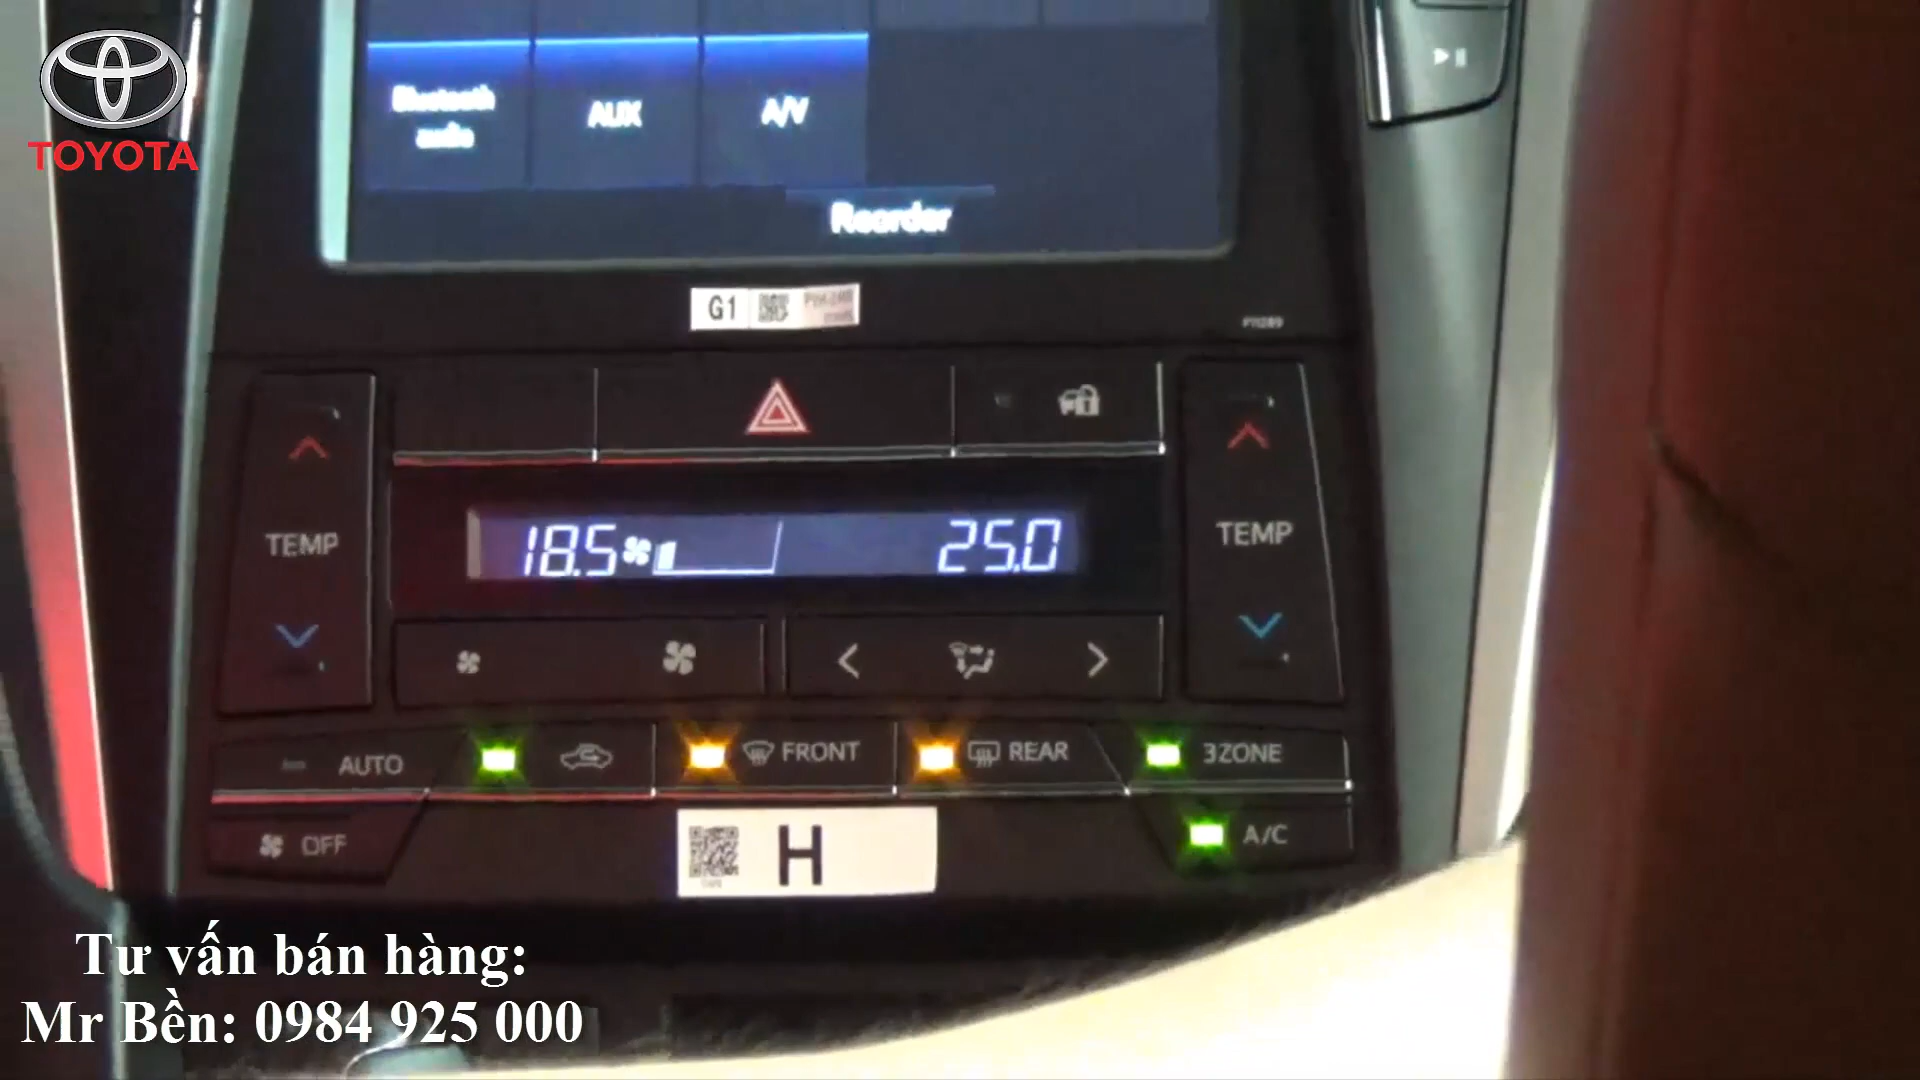 TOYOTA
Bluetooth
audio
AUX
A/V
Reorder
G1
TEMP
18.5
25.0
TEMP
AUTO
FRONT
REAR
3ZONE
OFF
H
A/C
Tư vấn bán hàng:
Mr Bền: 0984 925 000